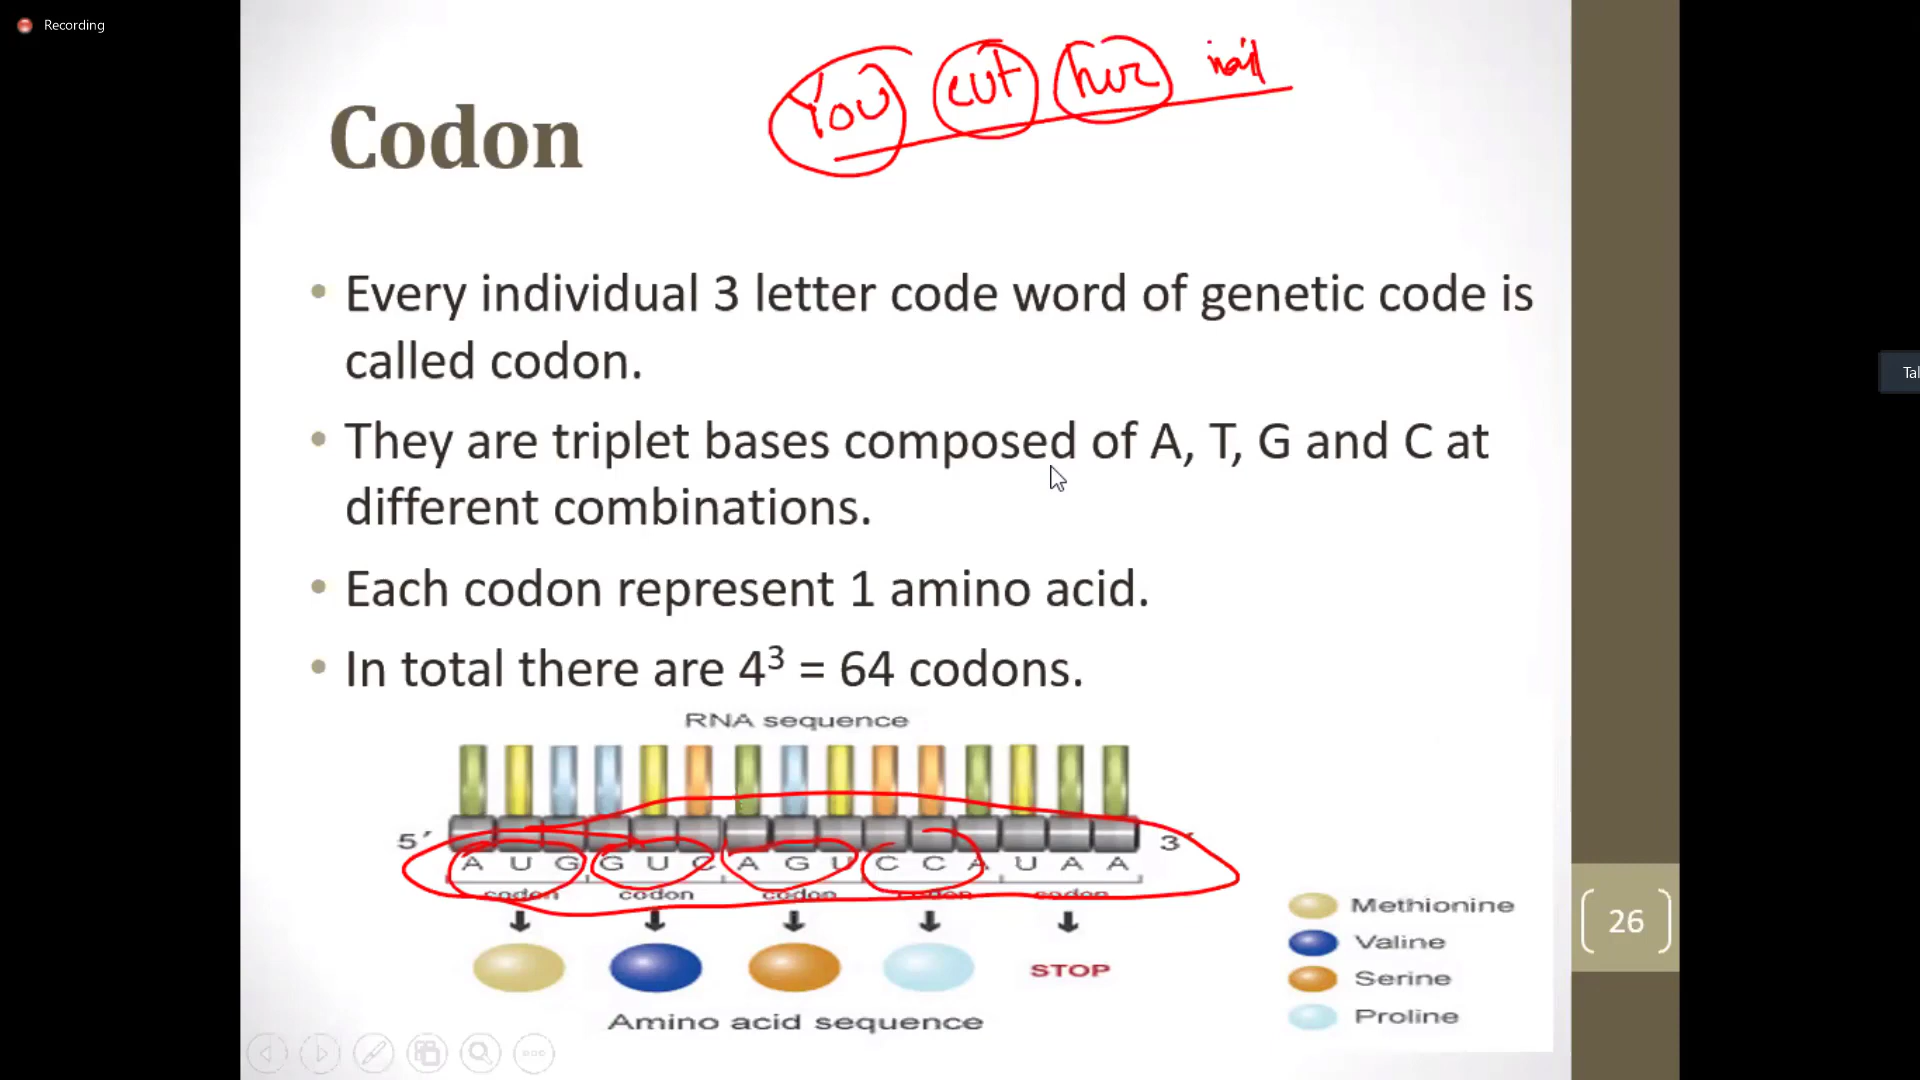 Recording
You cut her nail
Codon
• Every individual 3 letter code word of genetic code is
called codon.
• They are triplet bases composed of A, T, G and C at
different combinations.
• Each codon represent 1 amino acid.
• In total there are 4³ = 64 codons.
RNA sequence
5′ 3′
A U G G U C A G U C C A U A A
codon codon codon codon codon
STOP
Amino acid sequence
Methionine
Valine
Serine
Proline
26
Tal